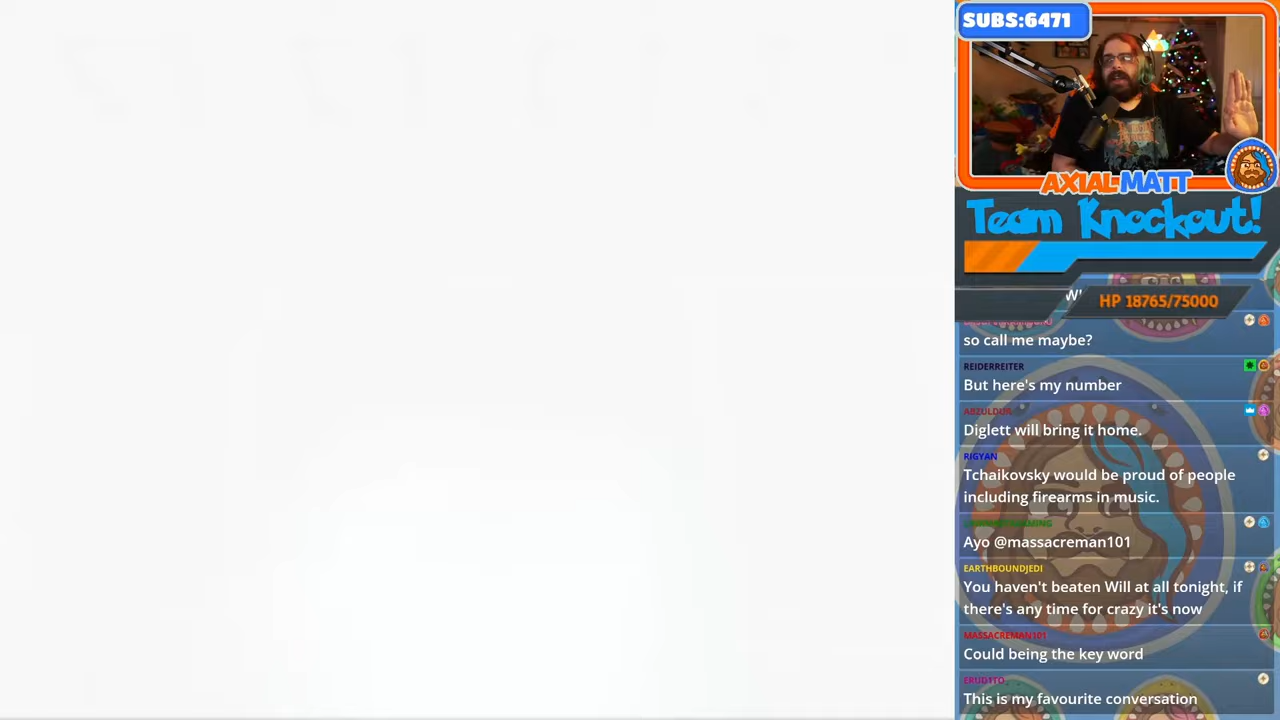 SUBS:6471
AXIALMATT
Team Knockout!
HP 18765/75000
so call me maybe?
REIDERREITER
But here's my number
ABZULDUR
Diglett will bring it home.
RIGYAN
Tchaikovsky would be proud of people
including firearms in music.
Ayo @massacreman101
EARTHBOUNDJEDI
You haven't beaten Will at all tonight, if
there's any time for crazy it's now
MASSACREMAN101
Could being the key word
ERUD1TO
This is my favourite conversation